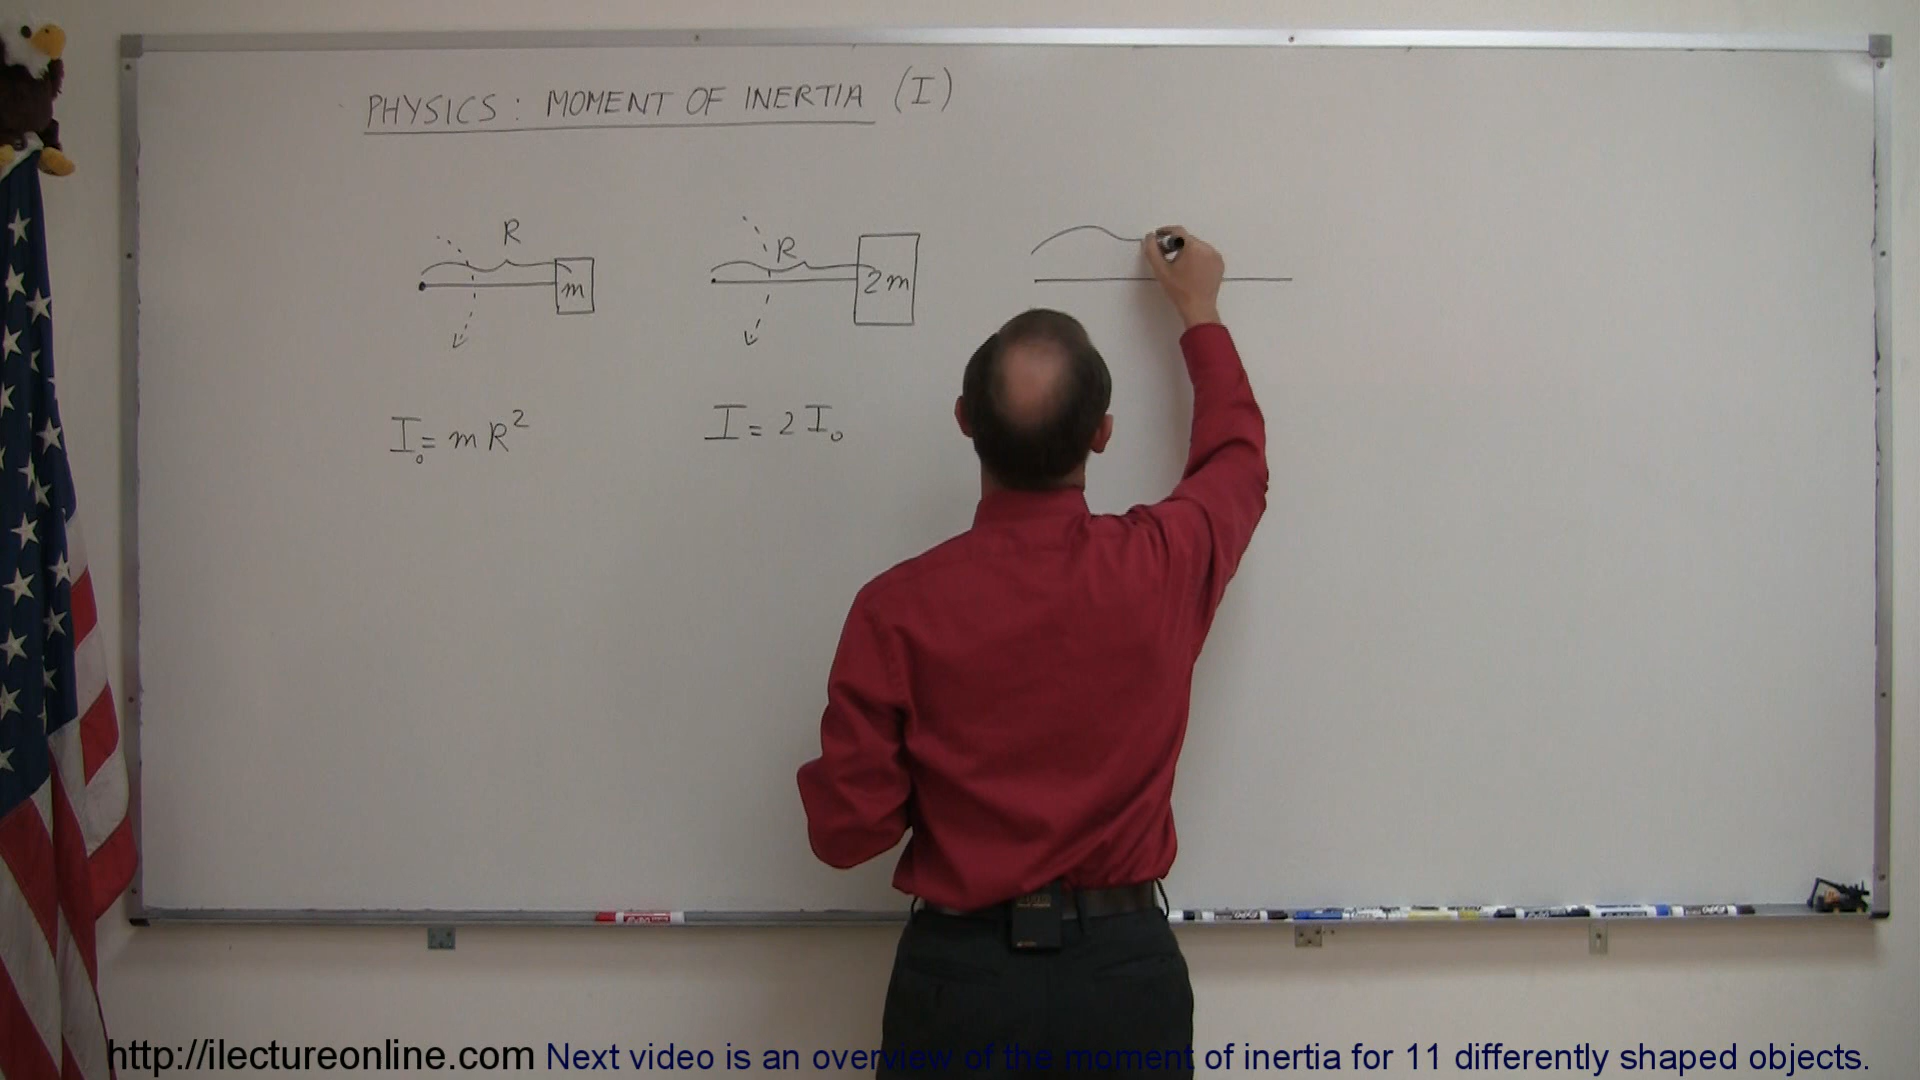 PHYSICS: MOMENT OF INERTIA (I)
R
m
R
2m
I₀ = mR²
I = 2I₀
http://ilectureonline.com Next video is an overview of the moment of inertia for 11 differently shaped objects.